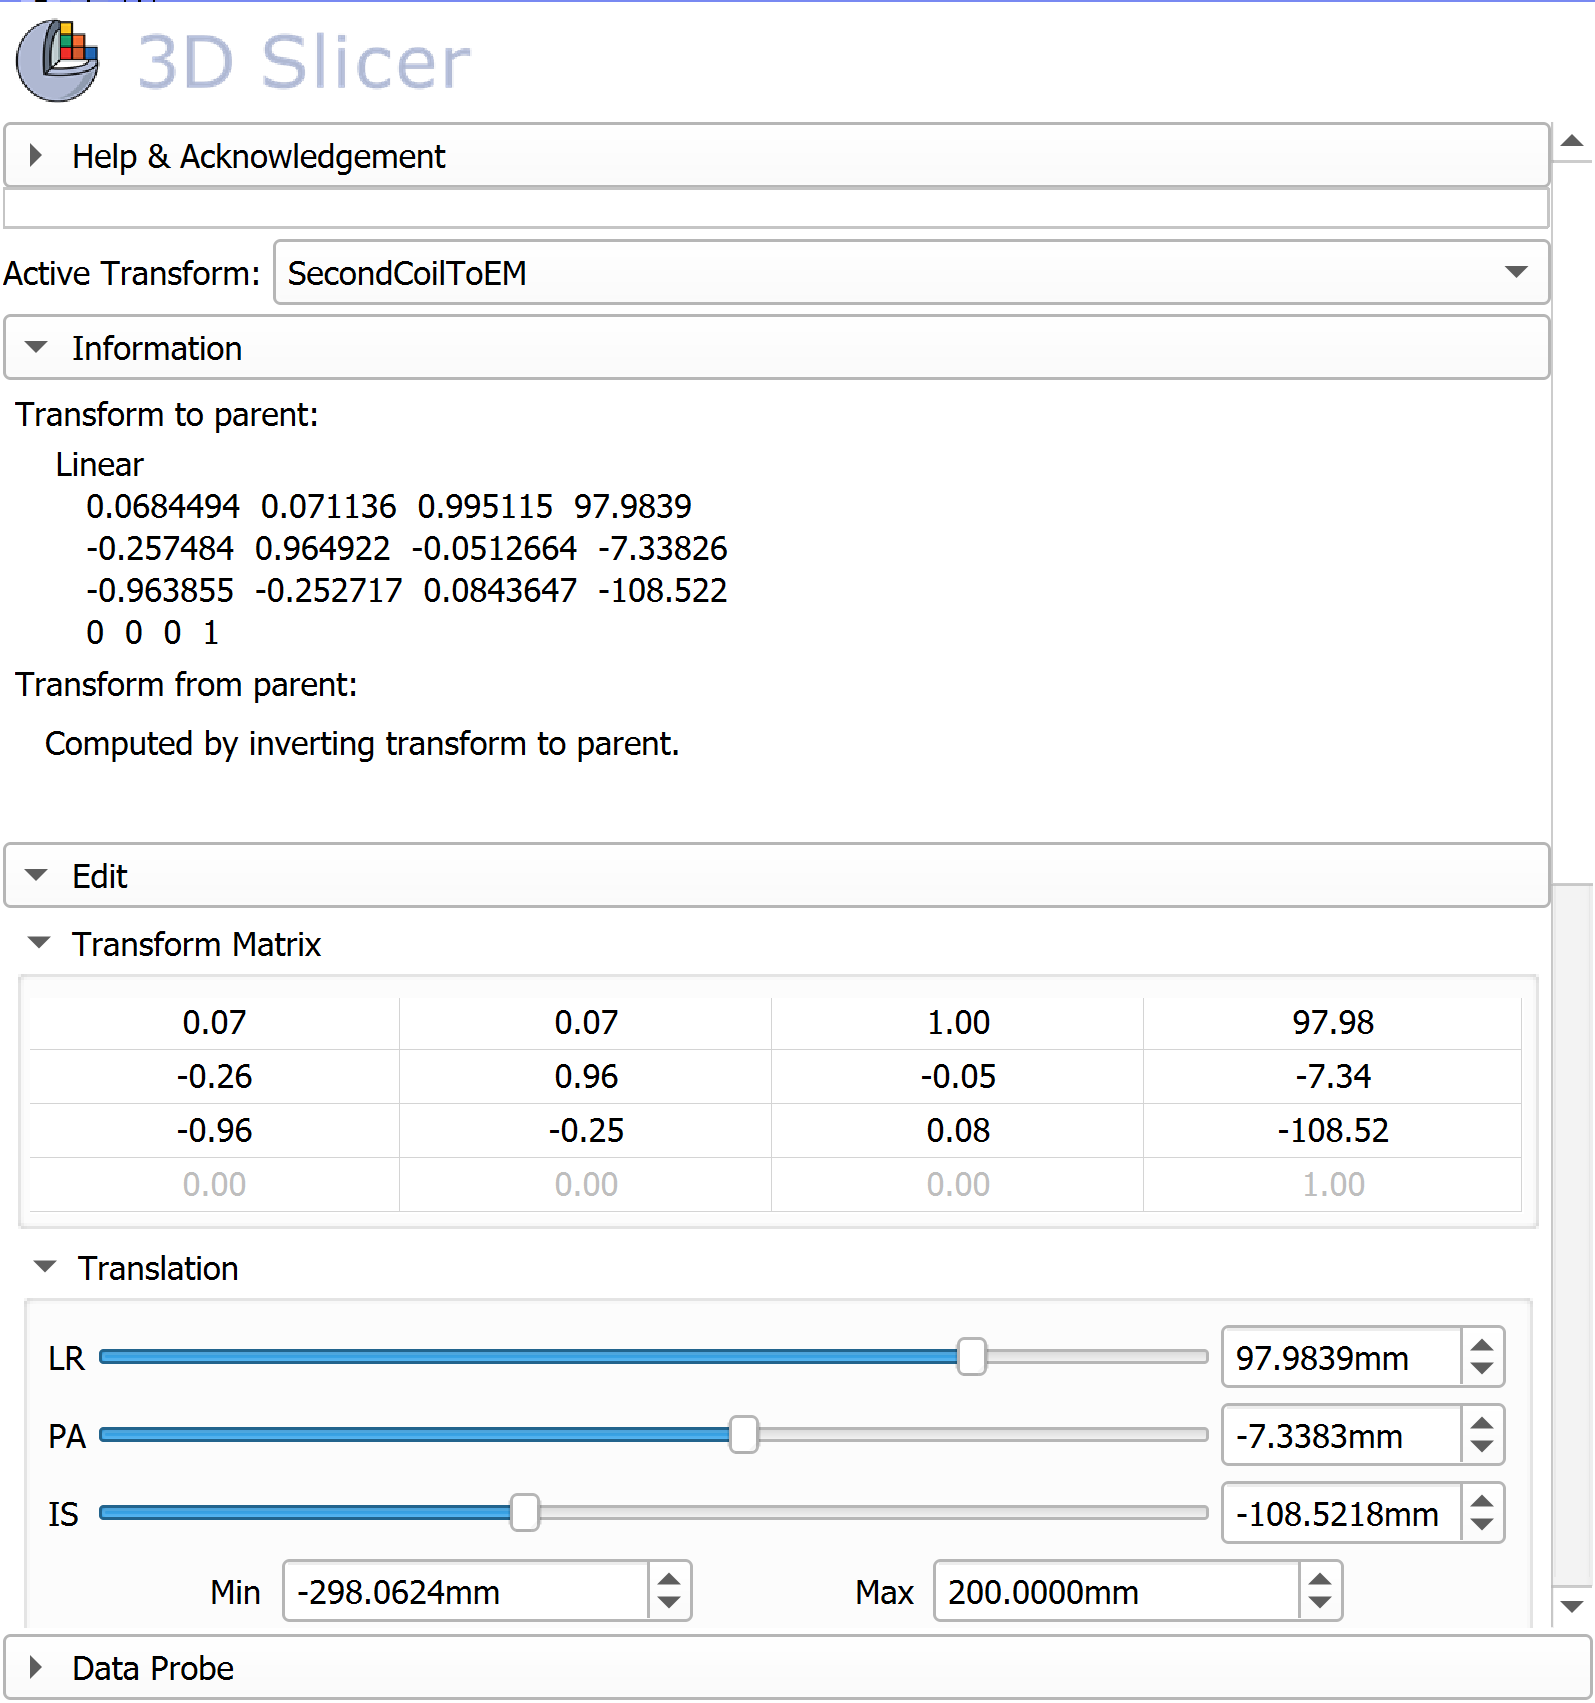 3D Slicer
Help & Acknowledgement
Active Transform: SecondCoilToEM
Information
Transform to parent:
Linear
0.0684494 0.071136 0.995115 97.9839
-0.257484 0.964922 -0.0512664 -7.33826
-0.963855 -0.252717 0.0843647 -108.522
0 0 0 1
Transform from parent:
Computed by inverting transform to parent.
Edit
Transform Matrix
0.07 0.07 1.00 97.98
-0.26 0.96 -0.05 -7.34
-0.96 -0.25 0.08 -108.52
0.00 0.00 0.00 1.00
Translation
LR 97.9839mm
PA -7.3383mm
IS -108.5218mm
Min -298.0624mm Max 200.0000mm
Data Probe